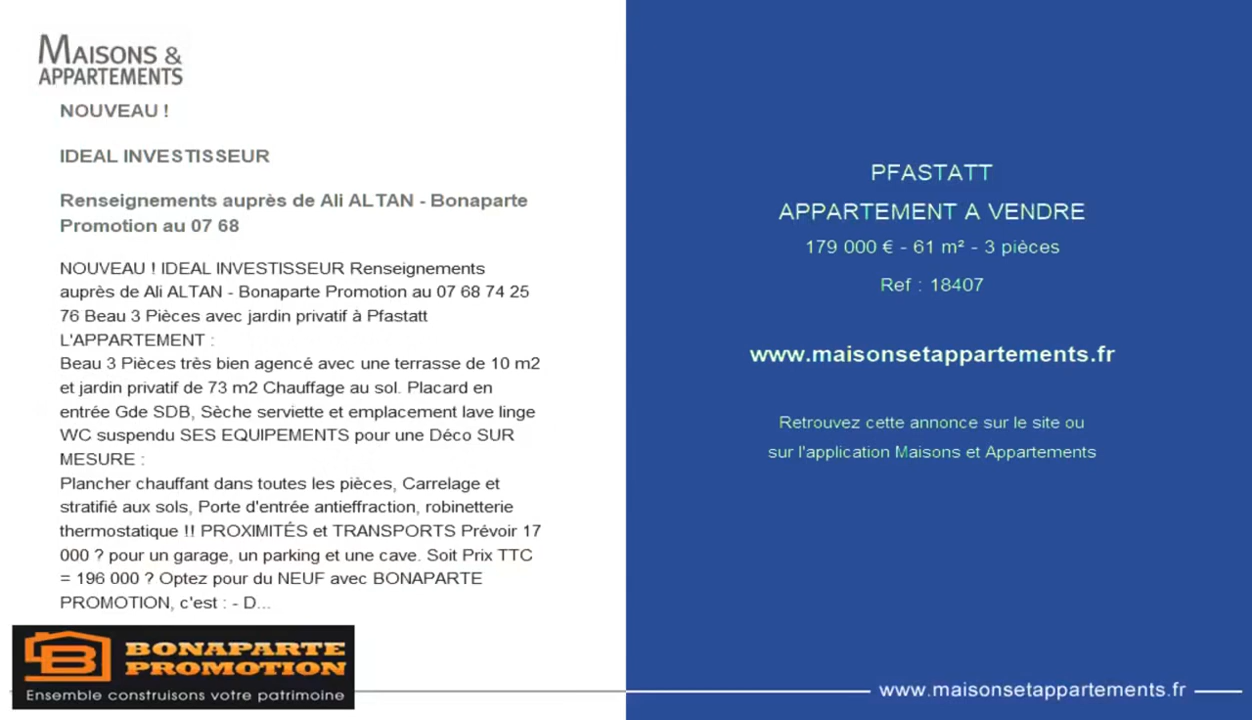 MAISONS &
APPARTEMENTS
NOUVEAU !
IDEAL INVESTISSEUR
Renseignements auprès de Ali ALTAN - Bonaparte
Promotion au 07 68
NOUVEAU ! IDEAL INVESTISSEUR Renseignements
auprès de Ali ALTAN - Bonaparte Promotion au 07 68 74 25
76 Beau 3 Pièces avec jardin privatif à Pfastatt
L'APPARTEMENT :
Beau 3 Pièces très bien agencé avec une terrasse de 10 m2
et jardin privatif de 73 m2 Chauffage au sol. Placard en
entrée Gde SDB, Sèche serviette et emplacement lave linge
WC suspendu SES EQUIPEMENTS pour une Déco SUR
MESURE :
Plancher chauffant dans toutes les pièces, Carrelage et
stratifié aux sols, Porte d'entrée antieffraction, robinetterie
thermostatique !! PROXIMITÉS et TRANSPORTS Prévoir 17
000 ? pour un garage, un parking et une cave. Soit Prix TTC
= 196 000 ? Optez pour du NEUF avec BONAPARTE
PROMOTION, c'est : - D...
BONAPARTE
PROMOTION
Ensemble construisons votre patrimoine
PFASTATT
APPARTEMENT A VENDRE
179 000 € - 61 m² - 3 pièces
Ref : 18407
www.maisonsetappartements.fr
Retrouvez cette annonce sur le site ou
sur l'application Maisons et Appartements
www.maisonsetappartements.fr